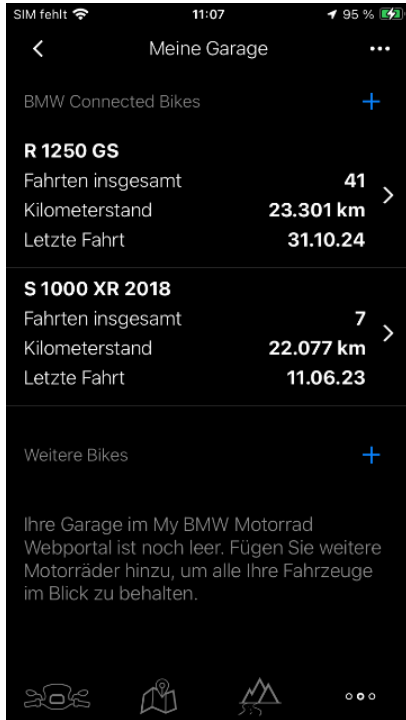 SIM fehlt 11:07 95 %
Meine Garage
BMW Connected Bikes
R 1250 GS
Fahrten insgesamt 41
Kilometerstand 23.301 km
Letzte Fahrt 31.10.24
S 1000 XR 2018
Fahrten insgesamt 7
Kilometerstand 22.077 km
Letzte Fahrt 11.06.23
Weitere Bikes
Ihre Garage im My BMW Motorrad
Webportal ist noch leer. Fügen Sie weitere
Motorräder hinzu, um alle Ihre Fahrzeuge
im Blick zu behalten.